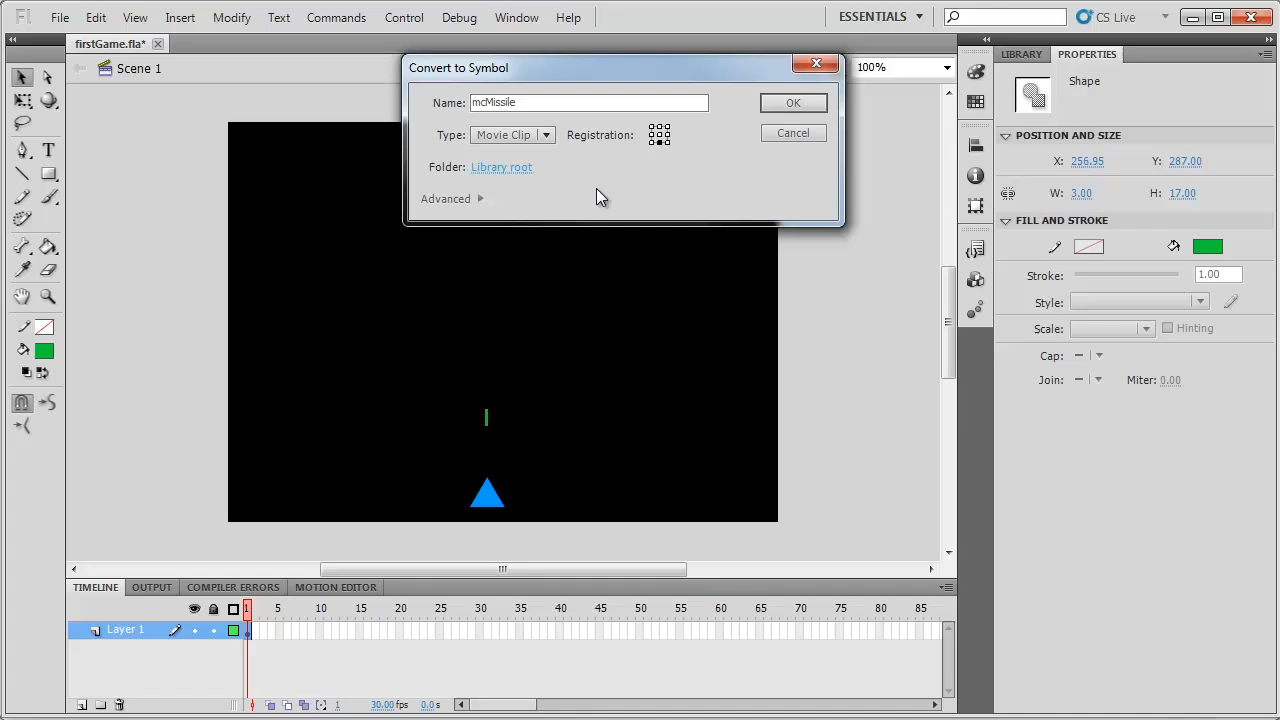 Fl File Edit View Insert Modify Text Commands Control Debug Window Help ESSENTIALS CS Live
firstGame.fla*
Scene 1 100%
Convert to Symbol
Name: mcMissile OK
Type: Movie Clip Registration: Cancel
Folder: Library root
Advanced
LIBRARY PROPERTIES
Shape
POSITION AND SIZE
X: 256.95 Y: 287.00
W: 3.00 H: 17.00
FILL AND STROKE
Stroke: 1.00
Style:
Scale: Hinting
Cap:
Join: Miter: 0.00
TIMELINE OUTPUT COMPILER ERRORS MOTION EDITOR
1 5 10 15 20 25 30 35 40 45 50 55 60 65 70 75 80 85
Layer 1
1 30.00 fps 0.0 s